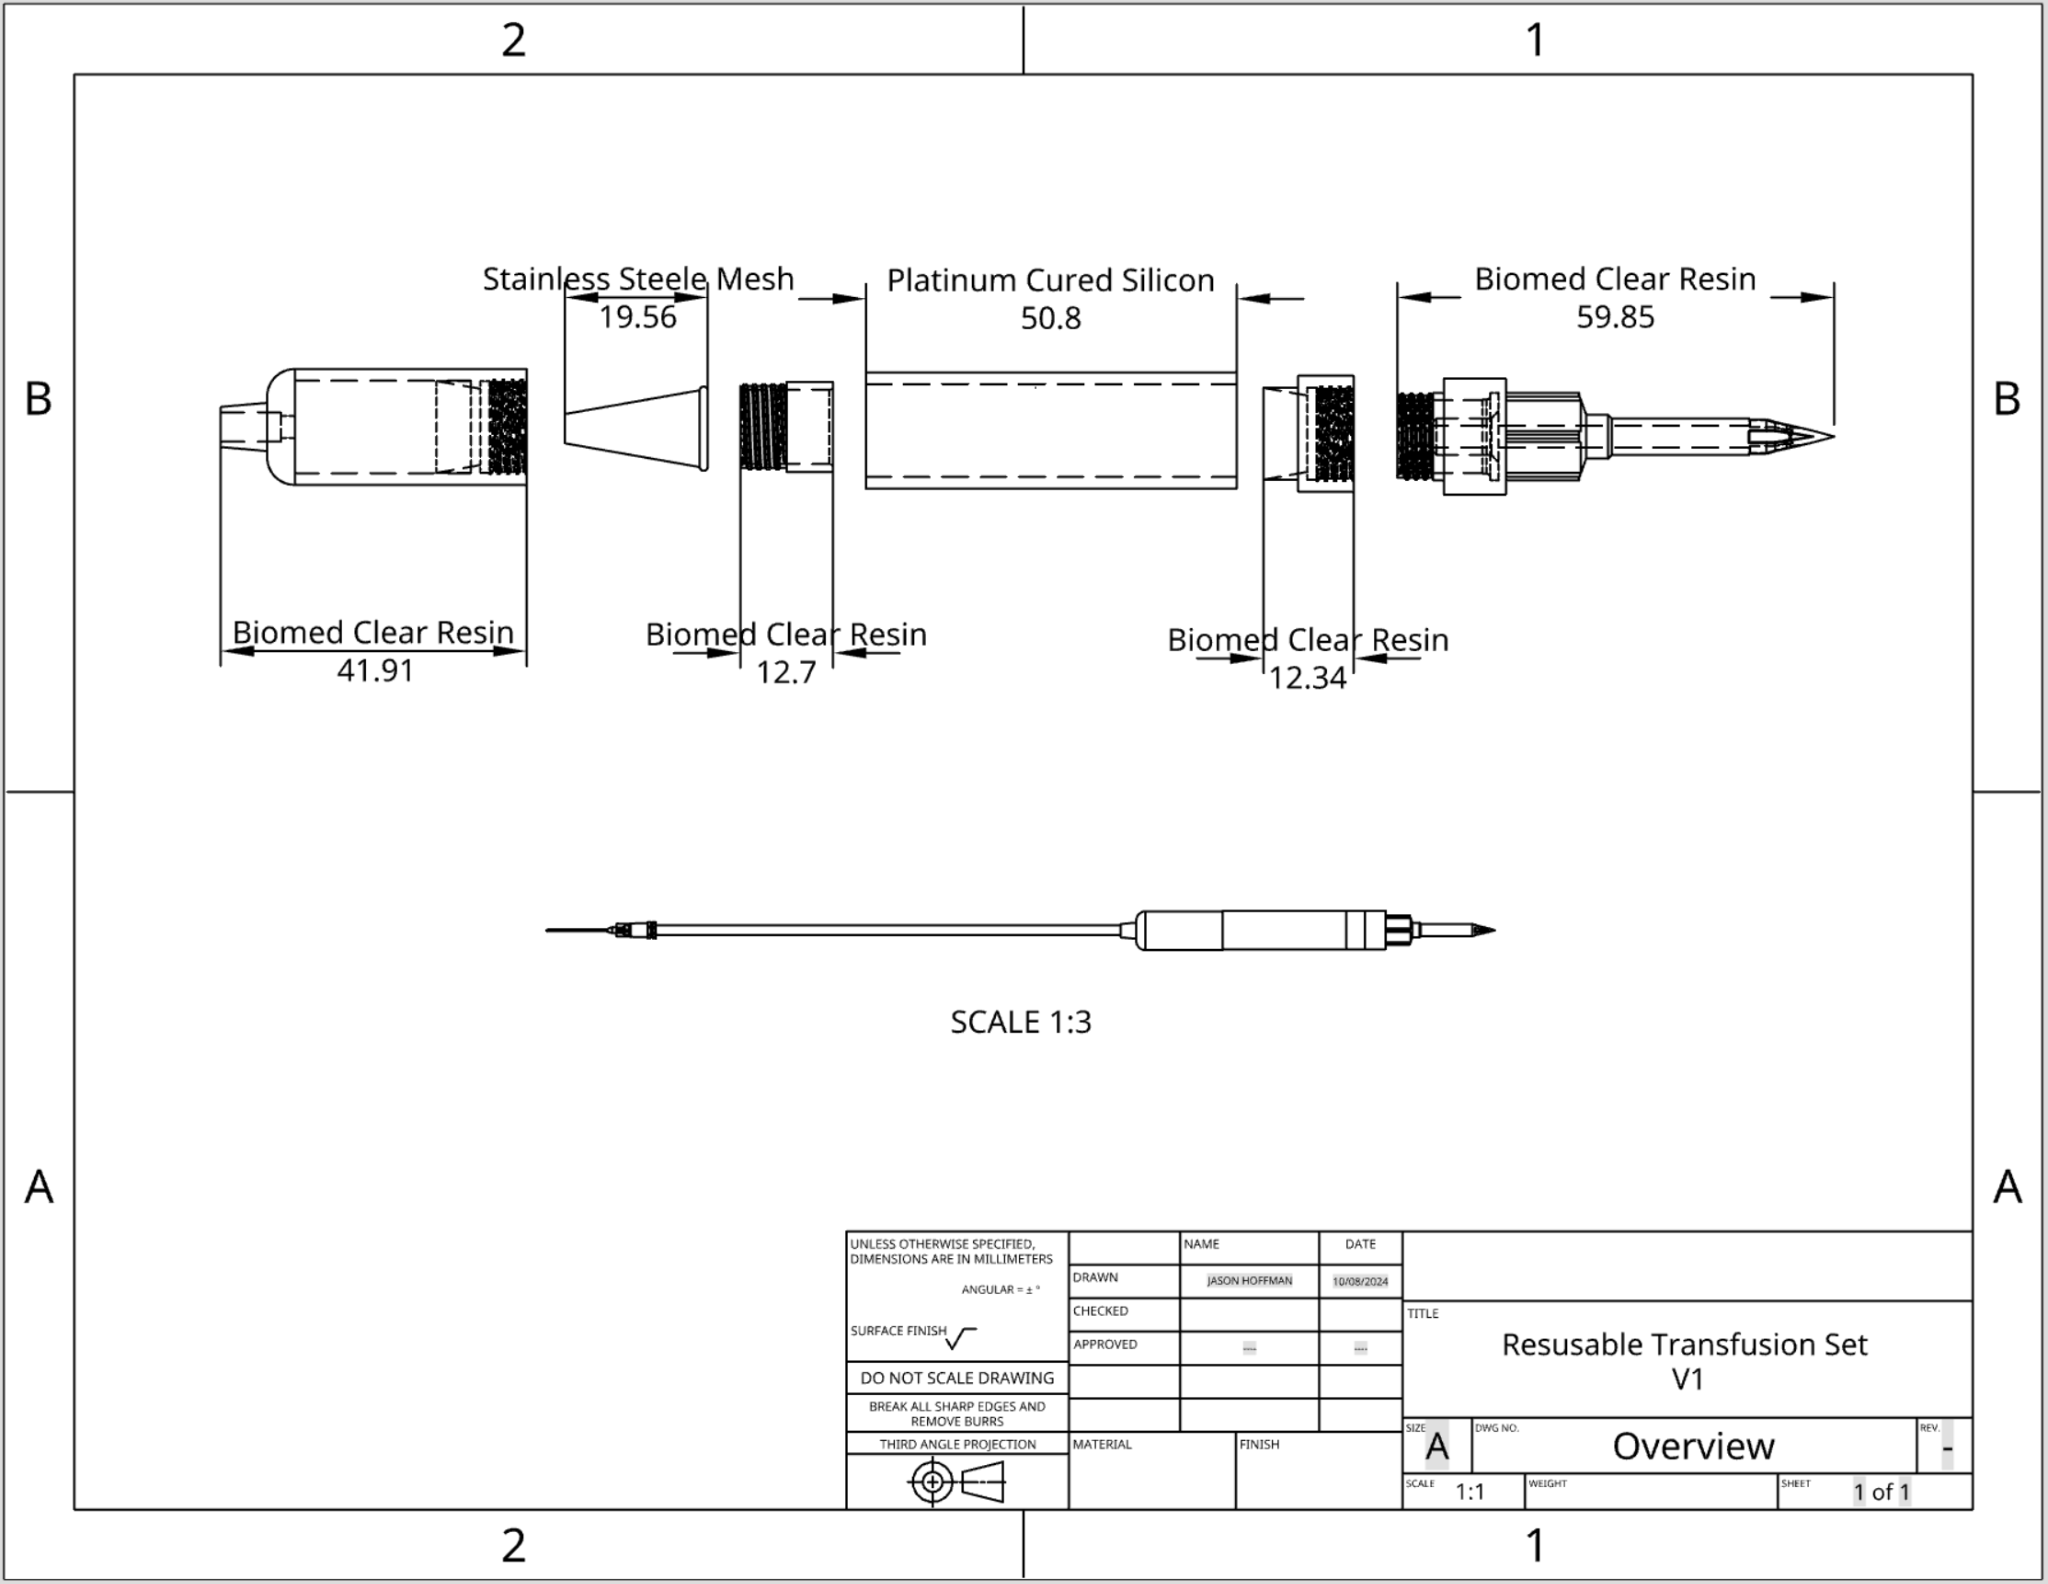 2 1
Stainless Steele Mesh
19.56
Platinum Cured Silicon
50.8
Biomed Clear Resin
59.85
B B
Biomed Clear Resin
41.91
Biomed Clear Resin
12.7
Biomed Clear Resin
12.34
SCALE 1:3
A A
UNLESS OTHERWISE SPECIFIED,
DIMENSIONS ARE IN MILLIMETERS
ANGULAR = ± °
SURFACE FINISH
DO NOT SCALE DRAWING
BREAK ALL SHARP EDGES AND
REMOVE BURRS
THIRD ANGLE PROJECTION
NAME DATE
DRAWN JASON HOFFMAN 10/08/2024
CHECKED
APPROVED ---- ----
MATERIAL FINISH
TITLE
Resusable Transfusion Set
V1
SIZE A DWG NO. Overview REV. -
SCALE 1:1 WEIGHT SHEET 1 of 1
2 1